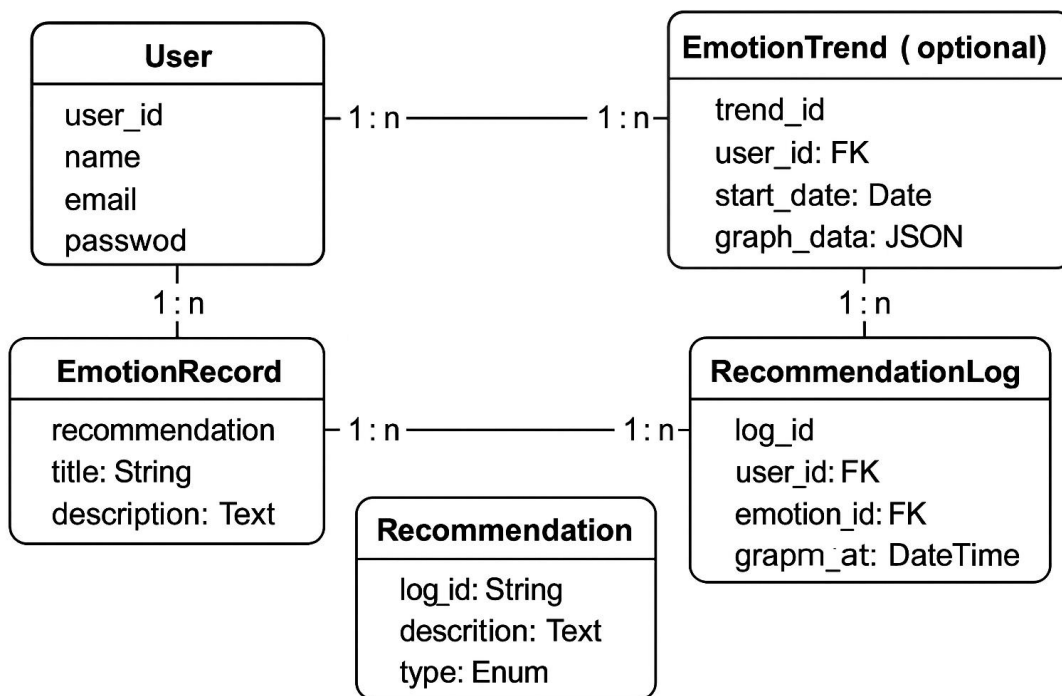 User
user_id
name
email
passwod
1:n
1:n
EmotionTrend (optional)
trend_id
user_id: FK
start_date: Date
graph_data: JSON
1:n
1:n
EmotionRecord
recommendation
title: String
description: Text
1:n
1:n
RecommendationLog
log_id
user_id: FK
emotion_id: FK
grapm_at: DateTime
Recommendation
log_id: String
descrition: Text
type: Enum